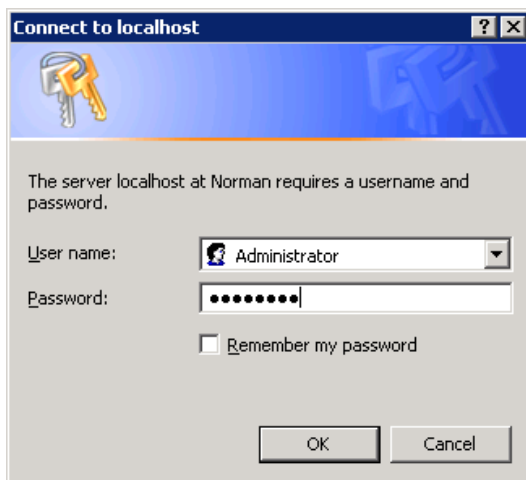 Connect to localhost
The server localhost at Norman requires a username and
password.
User name:
Administrator
Password:
●●●●●●●●
Remember my password
OK
Cancel